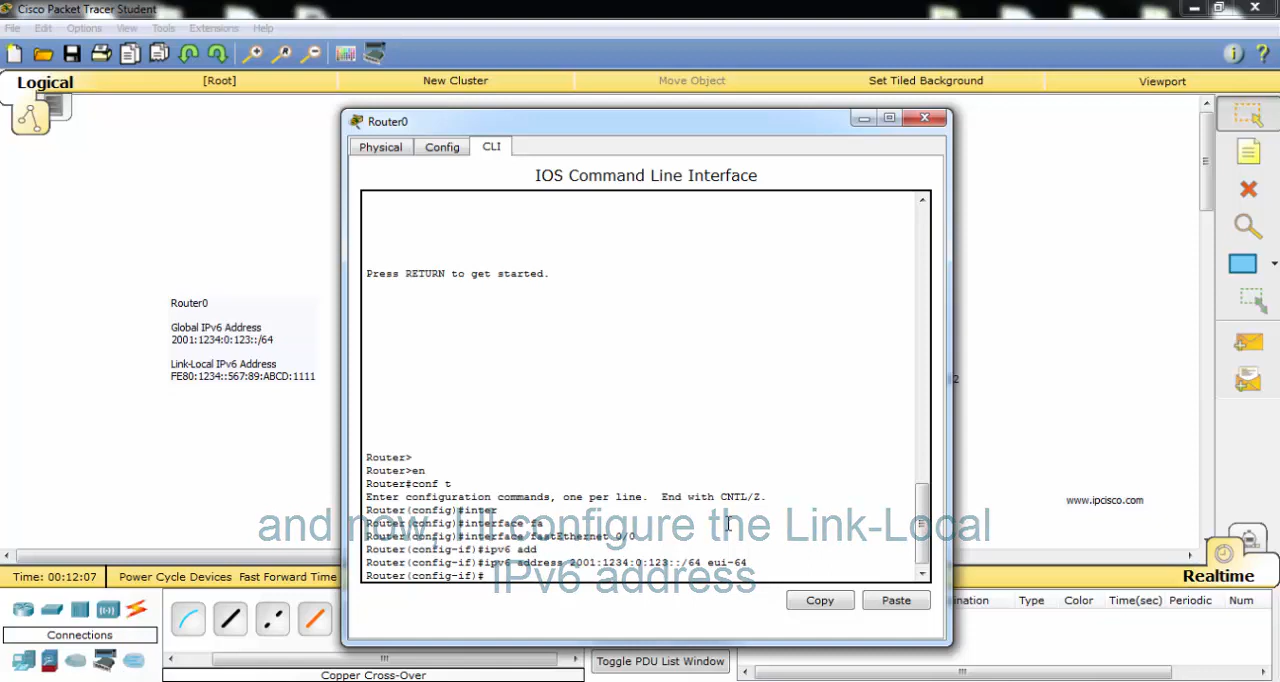 Cisco Packet Tracer Student
File Edit Options View Tools Extensions Help
Logical [Root] New Cluster Move Object Set Tiled Background Viewport
Router0
Physical Config CLI
IOS Command Line Interface
Press RETURN to get started.
Router0
Global IPv6 Address
2001:1234:0:123::/64
Link-Local IPv6 Address
FE80:1234::567:89:ABCD:1111
2
Router>
Router>en
Router#conf t
Enter configuration commands, one per line. End with CNTL/Z.
Router(config)#inter
Router(config)#interface fa
Router(config)#interface fastEthernet 0/0
Router(config-if)#ipv6 add
Router(config-if)#ipv6 address 2001:1234:0:123::/64 eui-64
Router(config-if)#
www.ipcisco.com
and now, I'll configure the Link-Local
IPv6 address
Copy Paste
Time: 00:12:07 Power Cycle Devices Fast Forward Time
Realtime
Connections
Copper Cross-Over
Toggle PDU List Window
ination Type Color Time(sec) Periodic Num